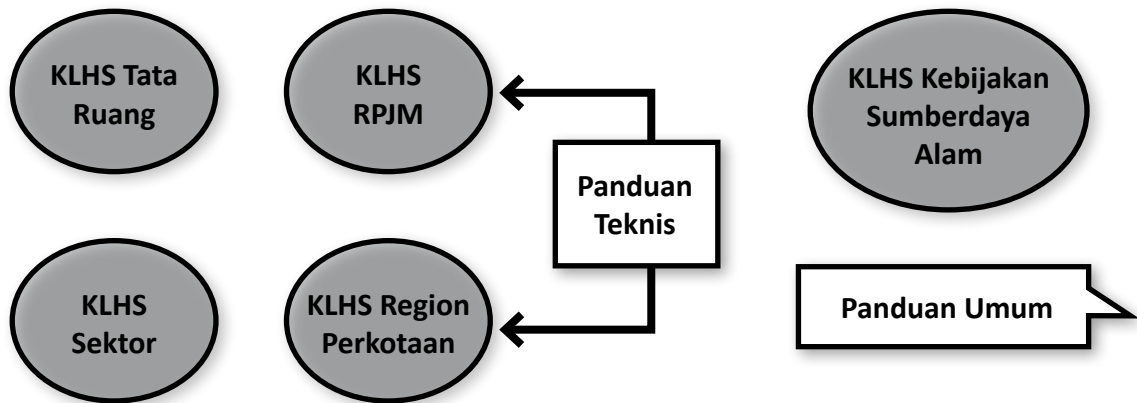 KLHS Tata
Ruang
KLHS
RPJM
KLHS Kebijakan
Sumberdaya
Alam
Panduan
Teknis
KLHS
Sektor
KLHS Region
Perkotaan
Panduan Umum